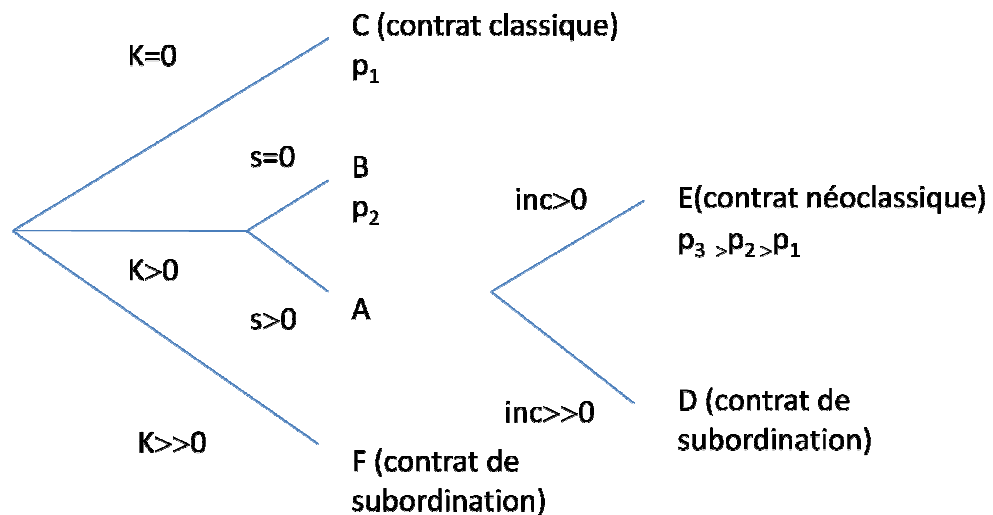 K=0
C (contrat classique)
p₁
s=0
B
p₂
K>0
s>0
A
inc>0
E(contrat néoclassique)
p₃ >p₂>p₁
inc>>0
D (contrat de
subordination)
K>>0
F (contrat de
subordination)